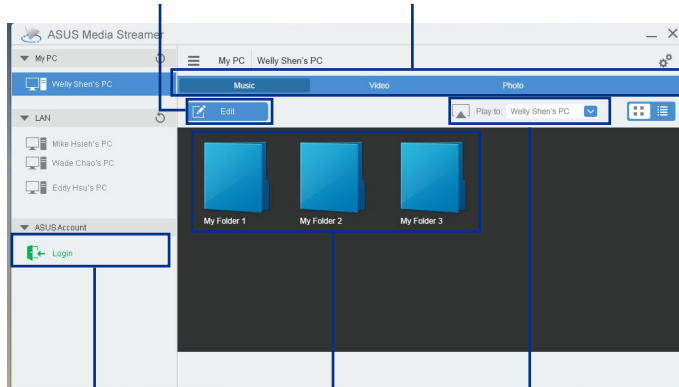 ASUS Media Streamer
My PC
Welly Shen's PC
LAN
Mike Hsieh's PC
Wade Chao's PC
Eddy Hsu's PC
ASUS Account
Login
My PC Welly Shen's PC
Music Video Photo
Edit Play to: Welly Shen's PC
My Folder 1 My Folder 2 My Folder 3